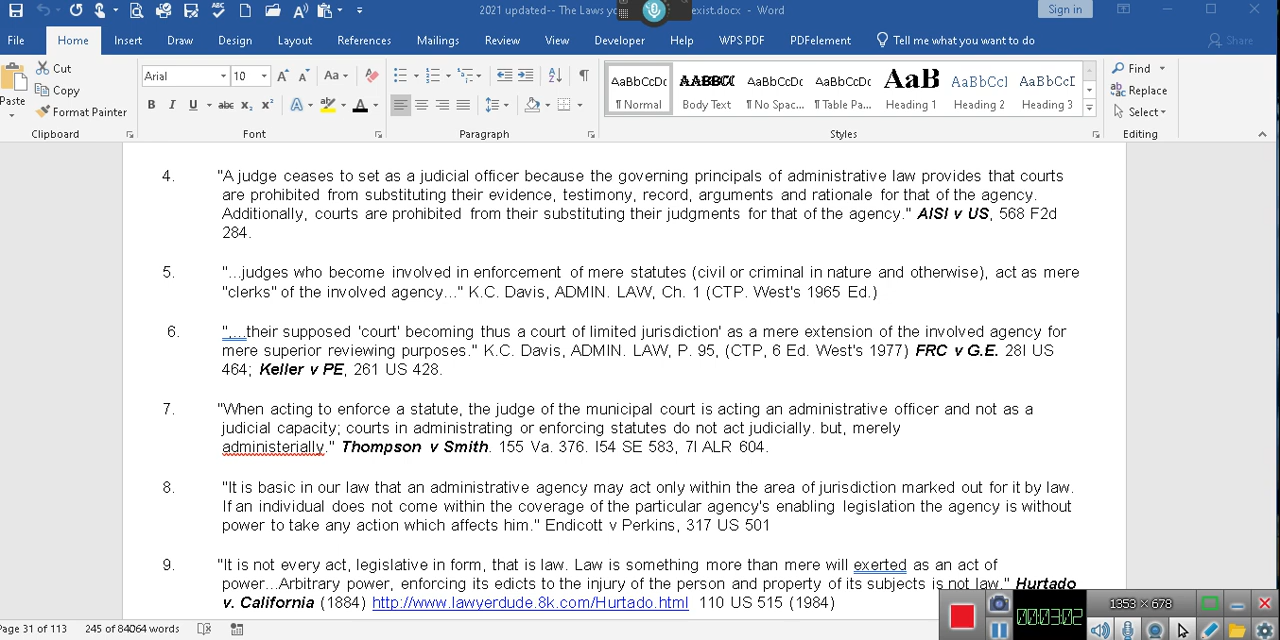 2021 updated-- The Laws yo
exist.docx - Word
Sign in
File Home Insert Draw Design Layout References Mailings Review View Developer Help WPS PDF PDFelement Tell me what you want to do Share
Paste
Cut
Copy
Format Painter
Clipboard
Arial 10
Font
Paragraph
AaBbCcDc ¶ Normal
AABBCC Body Text
AaBbCcDc ¶ No Spac...
AaBbCcDc ¶ Table Pa...
AaB Heading 1
AaBbCcl Heading 2
AaBbCcD Heading 3
Styles
Find
Replace
Select
Editing
4. "A judge ceases to set as a judicial officer because the governing principals of administrative law provides that courts
are prohibited from substituting their evidence, testimony, record, arguments and rationale for that of the agency.
Additionally, courts are prohibited from their substituting their judgments for that of the agency." AISI v US, 568 F2d
284.
5. "...judges who become involved in enforcement of mere statutes (civil or criminal in nature and otherwise), act as mere
"clerks" of the involved agency..." K.C. Davis, ADMIN. LAW, Ch. 1 (CTP. West's 1965 Ed.)
6. ",...their supposed 'court' becoming thus a court of limited jurisdiction' as a mere extension of the involved agency for
mere superior reviewing purposes." K.C. Davis, ADMIN. LAW, P. 95, (CTP, 6 Ed. West's 1977) FRC v G.E. 28I US
464; Keller v PE, 261 US 428.
7. "When acting to enforce a statute, the judge of the municipal court is acting an administrative officer and not as a
judicial capacity; courts in administrating or enforcing statutes do not act judicially. but, merely
administerially." Thompson v Smith. 155 Va. 376. I54 SE 583, 7I ALR 604.
8. "It is basic in our law that an administrative agency may act only within the area of jurisdiction marked out for it by law.
If an individual does not come within the coverage of the particular agency's enabling legislation the agency is without
power to take any action which affects him." Endicott v Perkins, 317 US 501
9. "It is not every act, legislative in form, that is law. Law is something more than mere will exerted as an act of
power...Arbitrary power, enforcing its edicts to the injury of the person and property of its subjects is not law." Hurtado
v. California (1884) http://www.lawyerdude.8k.com/Hurtado.html 110 US 515 (1984)
Page 31 of 113 245 of 84064 words
1353 × 678
00:03:02